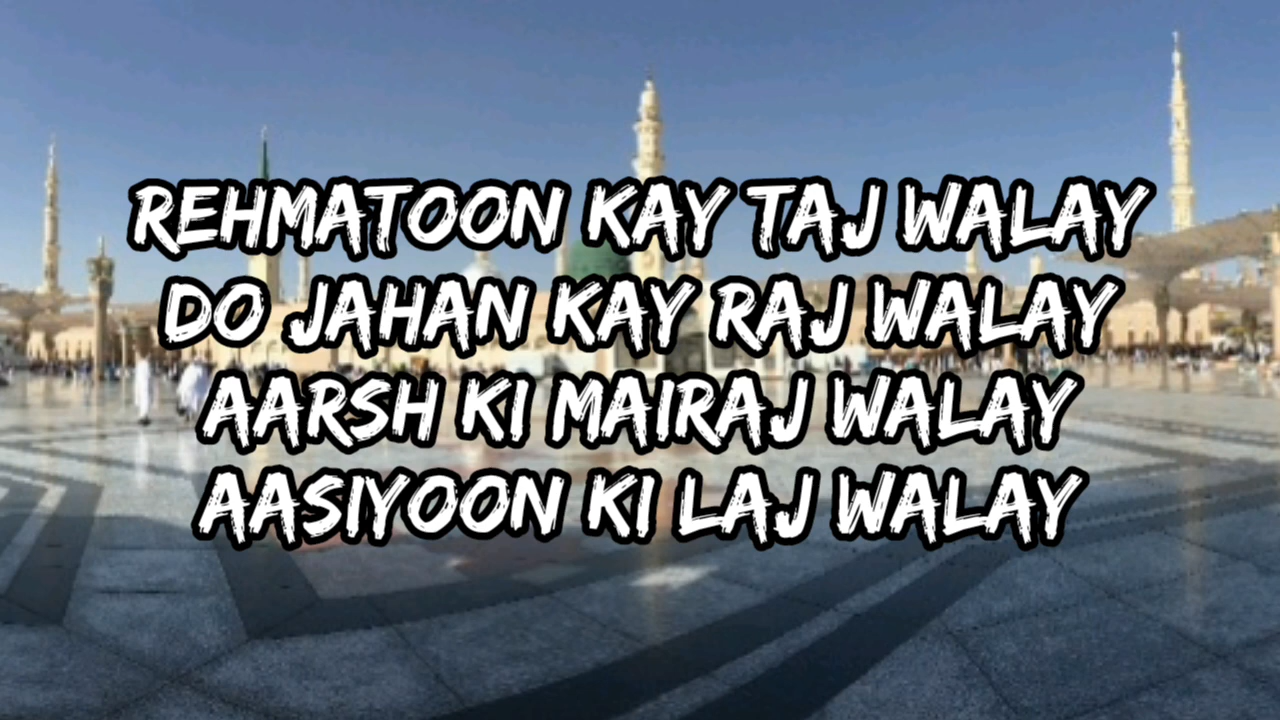 REHMATOON KAY TAJ WALAY
DO JAHAN KAY RAJ WALAY
AARSH KI MAIRAJ WALAY
AASIYOON KI LAJ WALAY